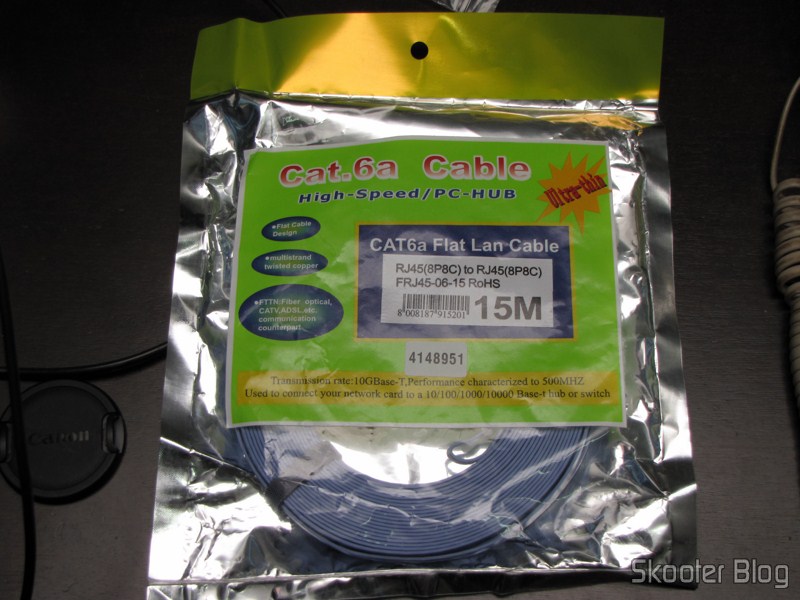 Cat.6a Cable
High-Speed/PC-HUB
Ultra-thin
•Flat Cable
Design
•multistrand
twisted copper
•FTTN,Fiber optical,
CATV,ADSL,etc.
communication
counterpart
CAT6a Flat Lan Cable
RJ45(8P8C) to RJ45(8P8C)
FRJ45-06-15 RoHS
8 008187 915201
15M
4148951
Transmission rate:10GBase-T,Performance characterized to 500MHZ
Used to connect your network card to a 10/100/1000/10000 Base-t hub or switch
Canon
Skooter Blog